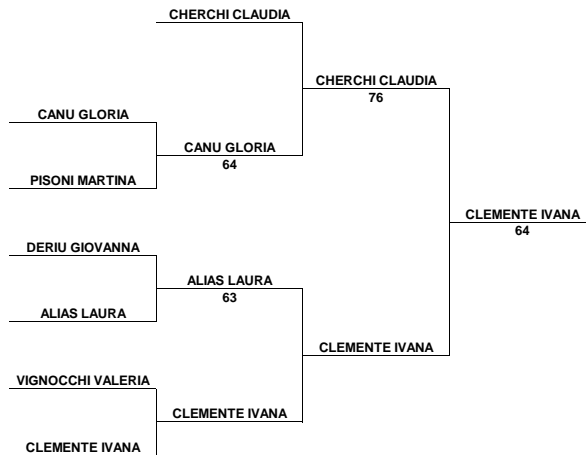 CHERCHI CLAUDIA
CHERCHI CLAUDIA
76
CANU GLORIA
CANU GLORIA
64
PISONI MARTINA
CLEMENTE IVANA
64
DERIU GIOVANNA
ALIAS LAURA
63
ALIAS LAURA
CLEMENTE IVANA
VIGNOCCHI VALERIA
CLEMENTE IVANA
CLEMENTE IVANA